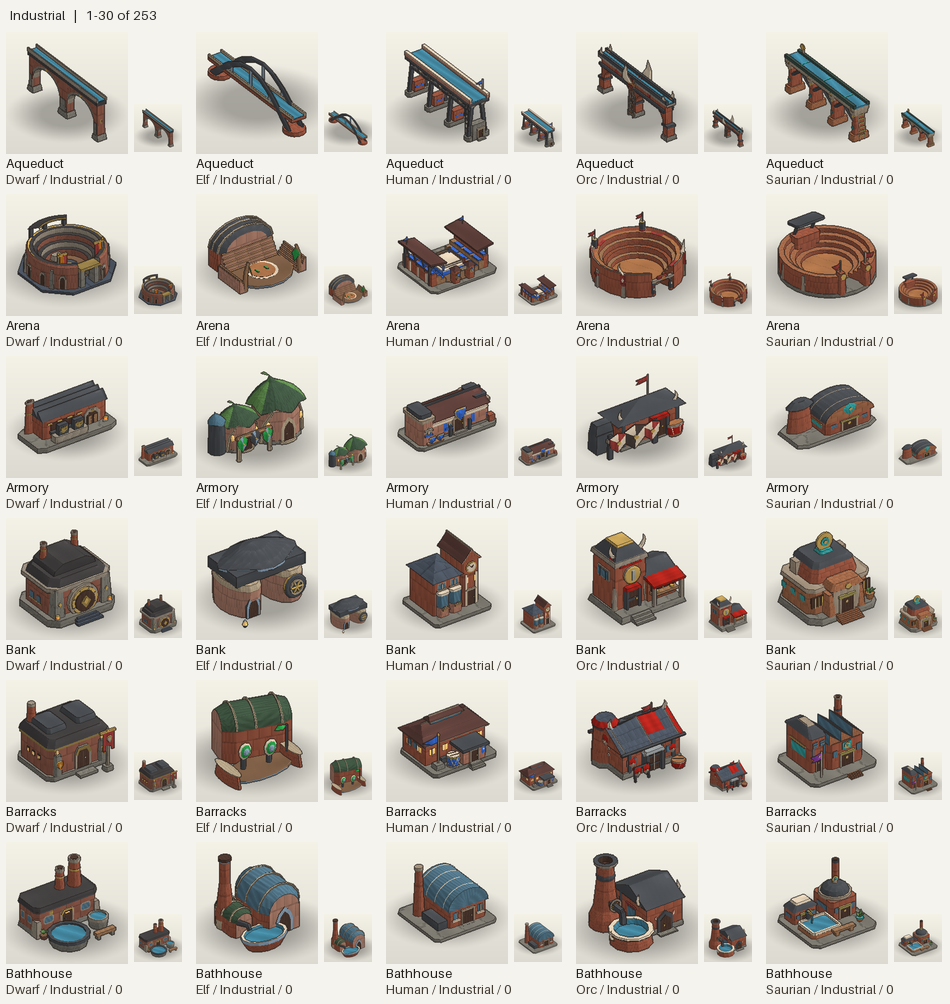 Industrial | 1-30 of 253
Aqueduct
Dwarf / Industrial / 0
Aqueduct
Elf / Industrial / 0
Aqueduct
Human / Industrial / 0
Aqueduct
Orc / Industrial / 0
Aqueduct
Saurian / Industrial / 0
Arena
Dwarf / Industrial / 0
Arena
Elf / Industrial / 0
Arena
Human / Industrial / 0
Arena
Orc / Industrial / 0
Arena
Saurian / Industrial / 0
Armory
Dwarf / Industrial / 0
Armory
Elf / Industrial / 0
Armory
Human / Industrial / 0
Armory
Orc / Industrial / 0
Armory
Saurian / Industrial / 0
Bank
Dwarf / Industrial / 0
Bank
Elf / Industrial / 0
Bank
Human / Industrial / 0
Bank
Orc / Industrial / 0
Bank
Saurian / Industrial / 0
Barracks
Dwarf / Industrial / 0
Barracks
Elf / Industrial / 0
Barracks
Human / Industrial / 0
Barracks
Orc / Industrial / 0
Barracks
Saurian / Industrial / 0
Bathhouse
Dwarf / Industrial / 0
Bathhouse
Elf / Industrial / 0
Bathhouse
Human / Industrial / 0
Bathhouse
Orc / Industrial / 0
Bathhouse
Saurian / Industrial / 0